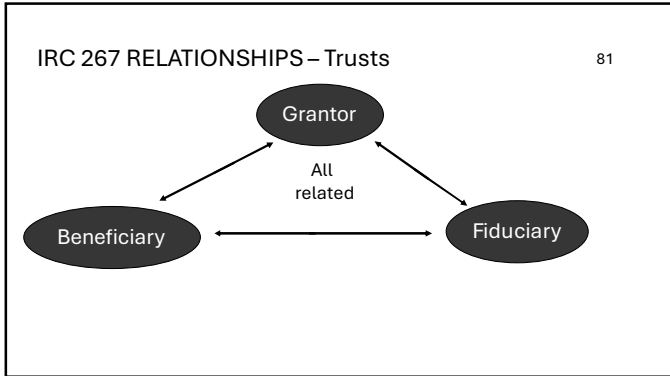 IRC 267 RELATIONSHIPS – Trusts
81
Grantor
All
related
Beneficiary
Fiduciary